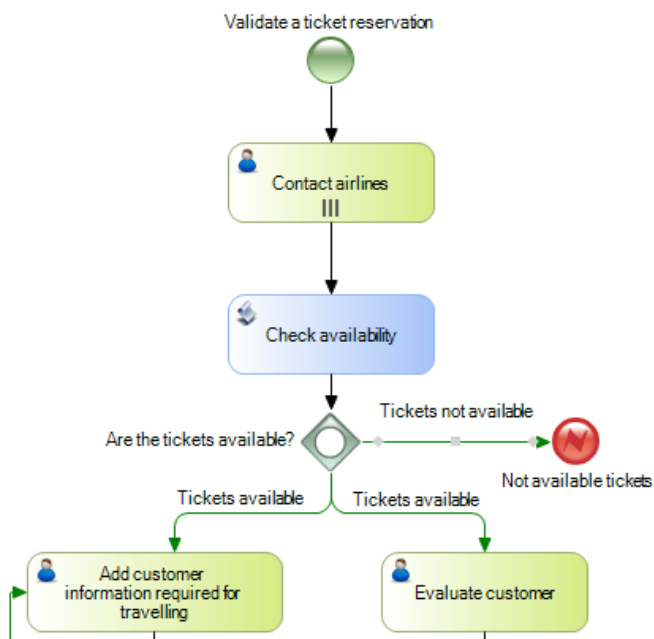 Validate a ticket reservation
Contact airlines
Check availability
Tickets not available
Are the tickets available?
Not available tickets
Tickets available
Tickets available
Add customer
information required for
travelling
Evaluate customer